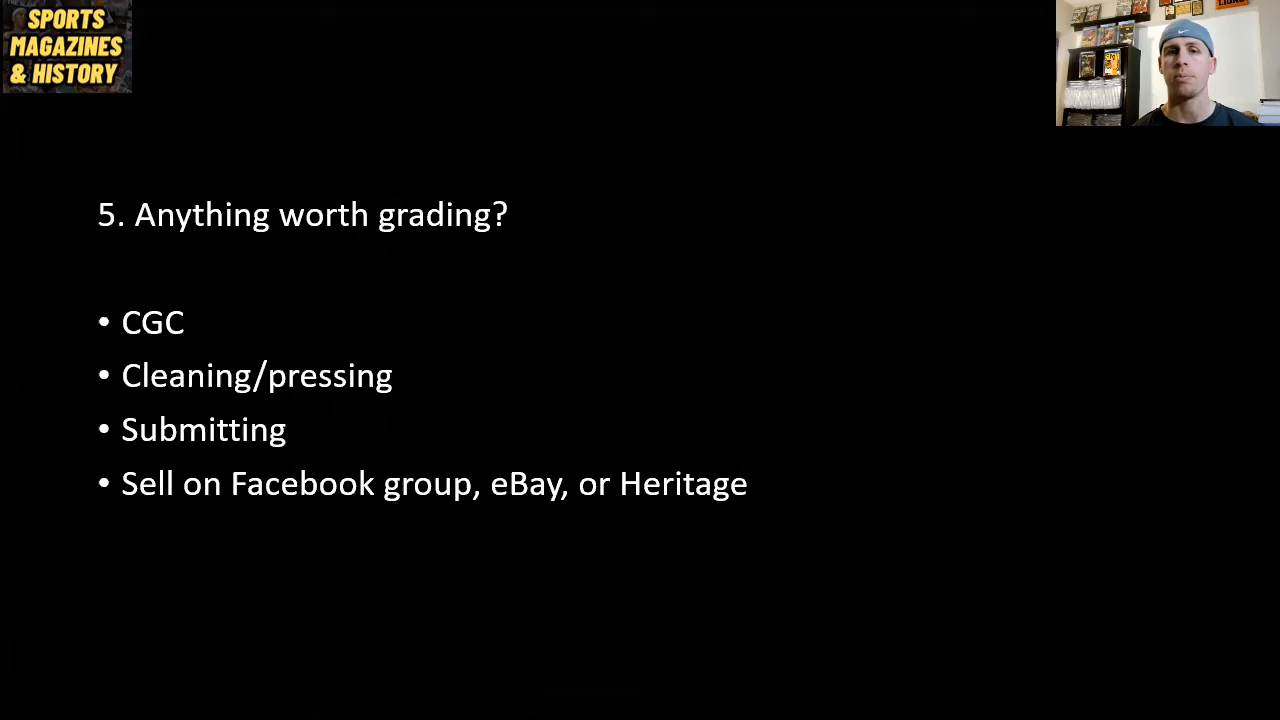 SPORTS
MAGAZINES
& HISTORY
5. Anything worth grading?
• CGC
• Cleaning/pressing
• Submitting
• Sell on Facebook group, eBay, or Heritage